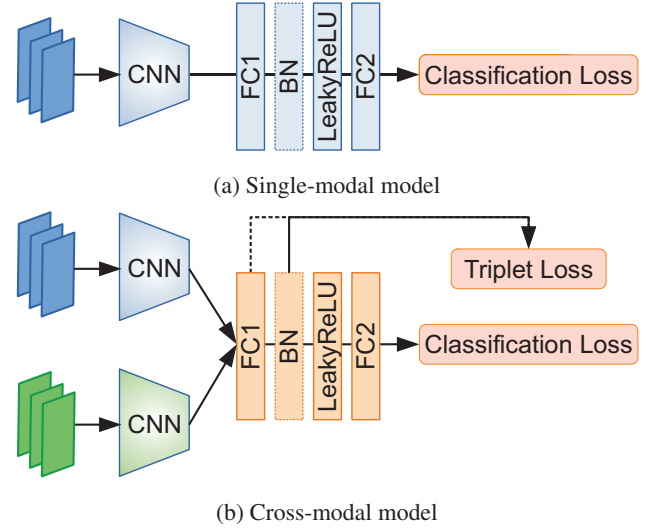 CNN
FC1
BN
LeakyReLU
FC2
Classification Loss
(a) Single-modal model
CNN
Triplet Loss
FC1
BN
LeakyReLU
FC2
Classification Loss
CNN
(b) Cross-modal model